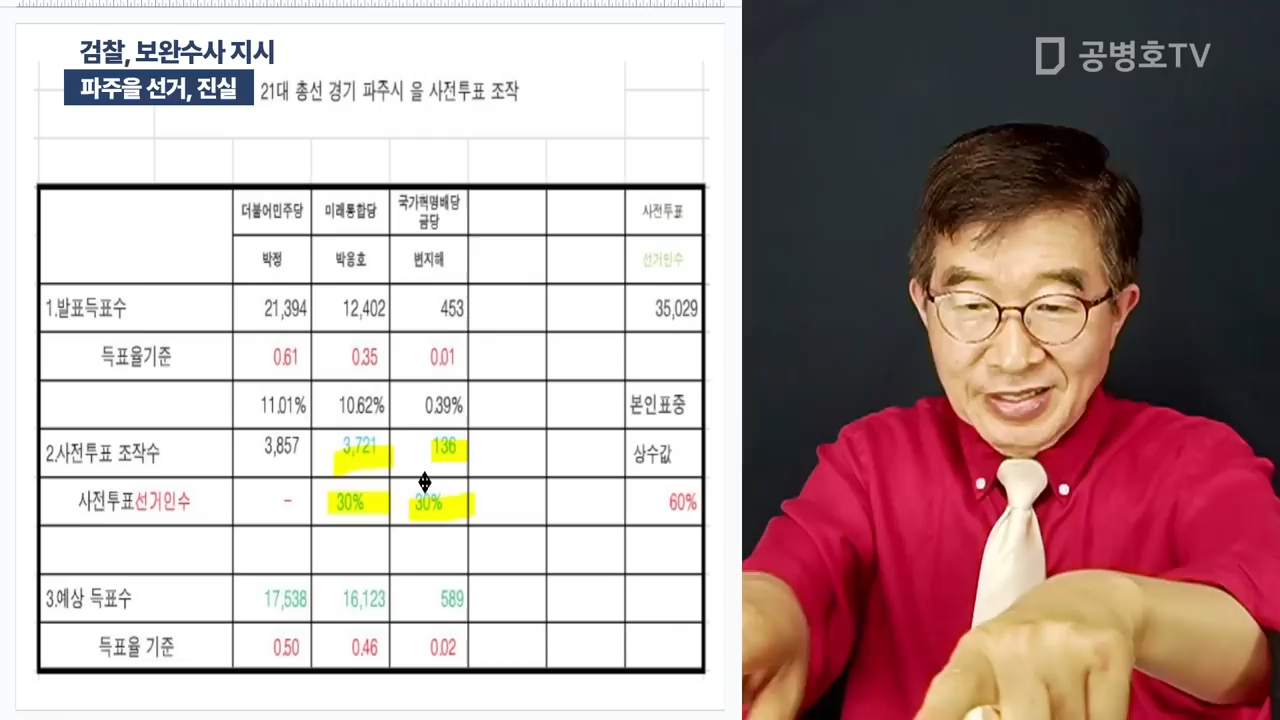 검찰, 보완수사 지시
파주을 선거, 진실
공병호TV
21대 총선 경기 파주시 을 사전투표 조작
더불어민주당 미래통합당 국가혁명배당금당 사전투표
박정 박용호 변지해 선거인수
1.발표득표수 21,394 12,402 453 35,029
득표율기준 0.61 0.35 0.01
11.01% 10.62% 0.39% 본인표중
2.사전투표 조작수 3,857 3,721 136 상수값
사전투표선거인수 – 30% 30% 60%
3.예상 득표수 17,538 16,123 589
득표율 기준 0.50 0.46 0.02